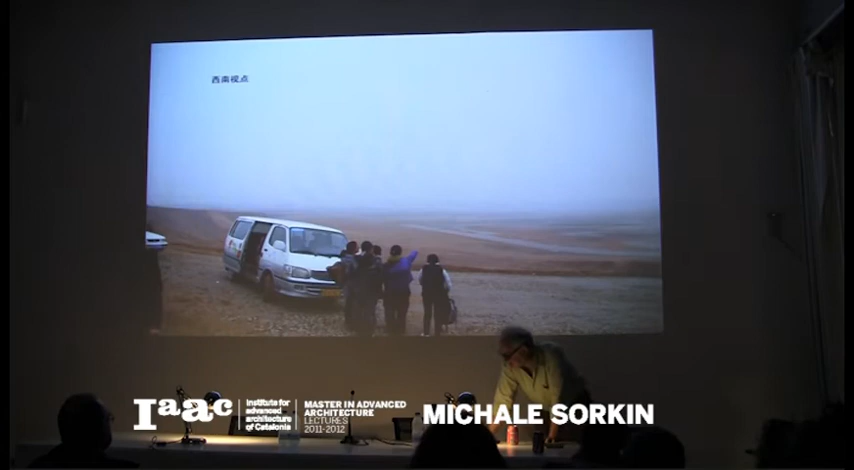 西南视点
Iaac
Institute for
advanced
architecture
of Catalonia
MASTER IN ADVANCED
ARCHITECTURE
LECTURES
2011-2012
MICHALE SORKIN